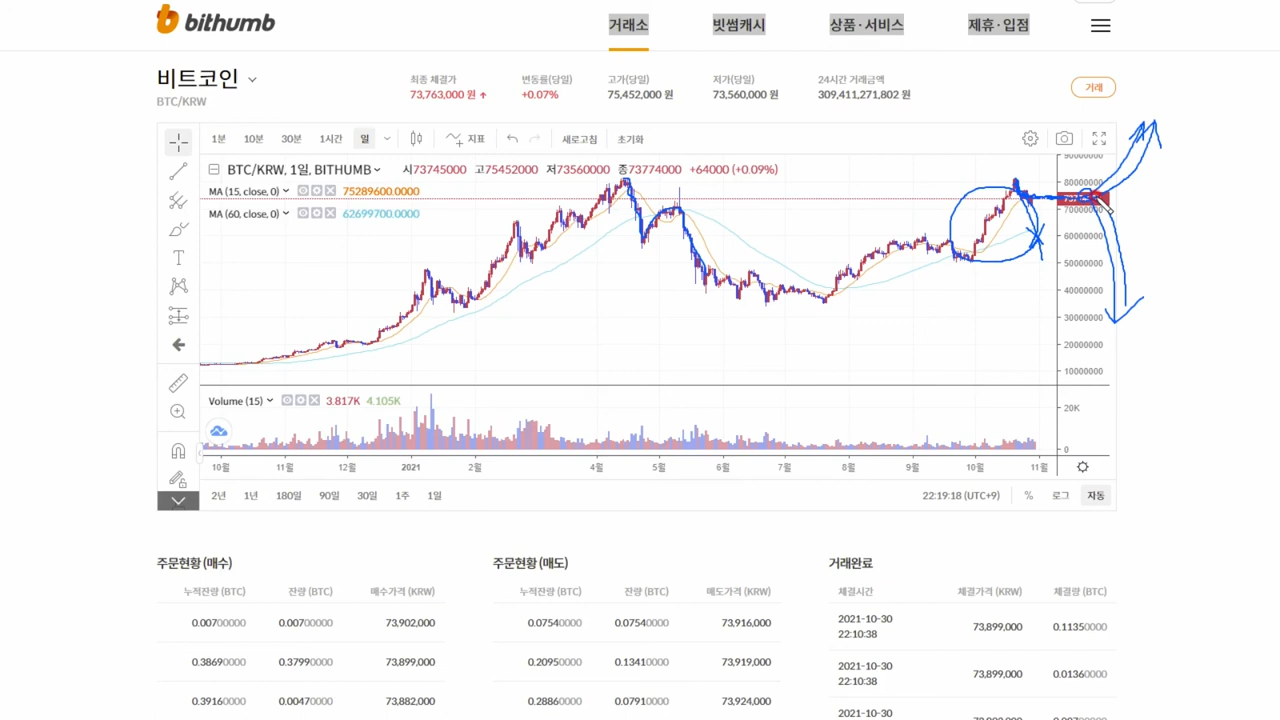 bithumb
거래소 빗썸캐시 상품·서비스 제휴·입점
비트코인
BTC/KRW
최종 체결가 변동률(당일) 고가(당일) 저가(당일) 24시간 거래금액
73,763,000 원 +0.07% 75,452,000 원 73,560,000 원 309,411,271,802 원
거래
1분 10분 30분 1시간 일 지표 새로고침 초기화
BTC/KRW, 1일, BITHUMB 시73745000 고75452000 저73560000 종73774000 +64000 (+0.09%)
MA (15, close, 0) 75289600.0000
MA (60, close, 0) 62699700.0000
90000000
80000000
70000000
60000000
50000000
40000000
30000000
20000000
10000000
Volume (15) 3.817K 4.105K
20K
0
10월 11월 12월 2021 2월 4월 5월 6월 7월 8월 9월 10월 11월
2년 1년 180일 90일 30일 1주 1일 22:19:18 (UTC+9) % 로그 자동
주문현황 (매수)
누적잔량 (BTC) 잔량 (BTC) 매수가격 (KRW)
0.00700000 0.00700000 73,902,000
0.38690000 0.37990000 73,899,000
0.39160000 0.00470000 73,882,000
주문현황 (매도)
누적잔량 (BTC) 잔량 (BTC) 매도가격 (KRW)
0.07540000 0.07540000 73,916,000
0.20950000 0.13410000 73,919,000
0.28860000 0.07910000 73,924,000
거래완료
체결시간 체결가격 (KRW) 체결량 (BTC)
2021-10-30
22:10:38 73,899,000 0.11350000
2021-10-30
22:10:38 73,899,000 0.01360000
2021-10-30